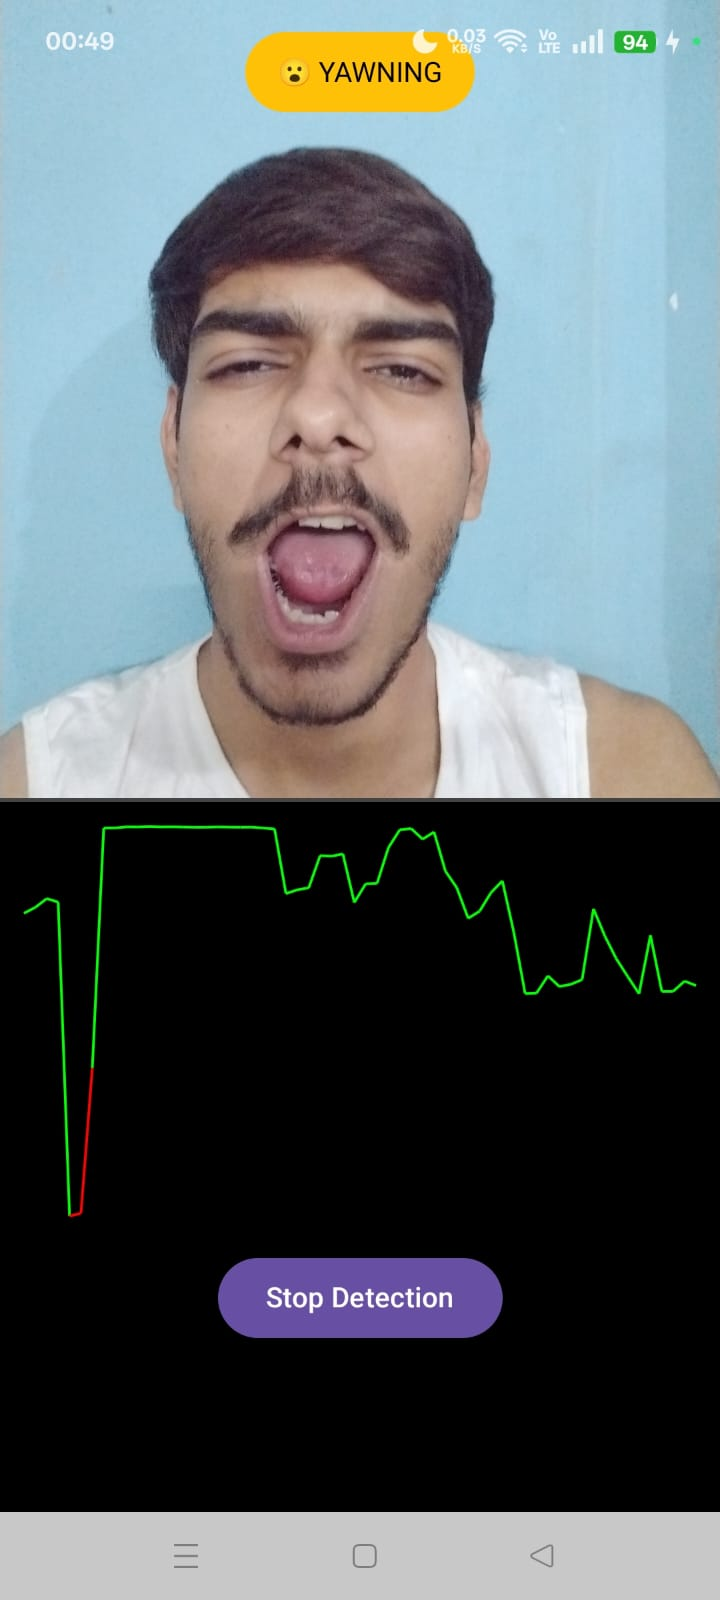 00:49
0.03
KB/S
Vo
LTE
94
😮 YAWNING
Stop Detection